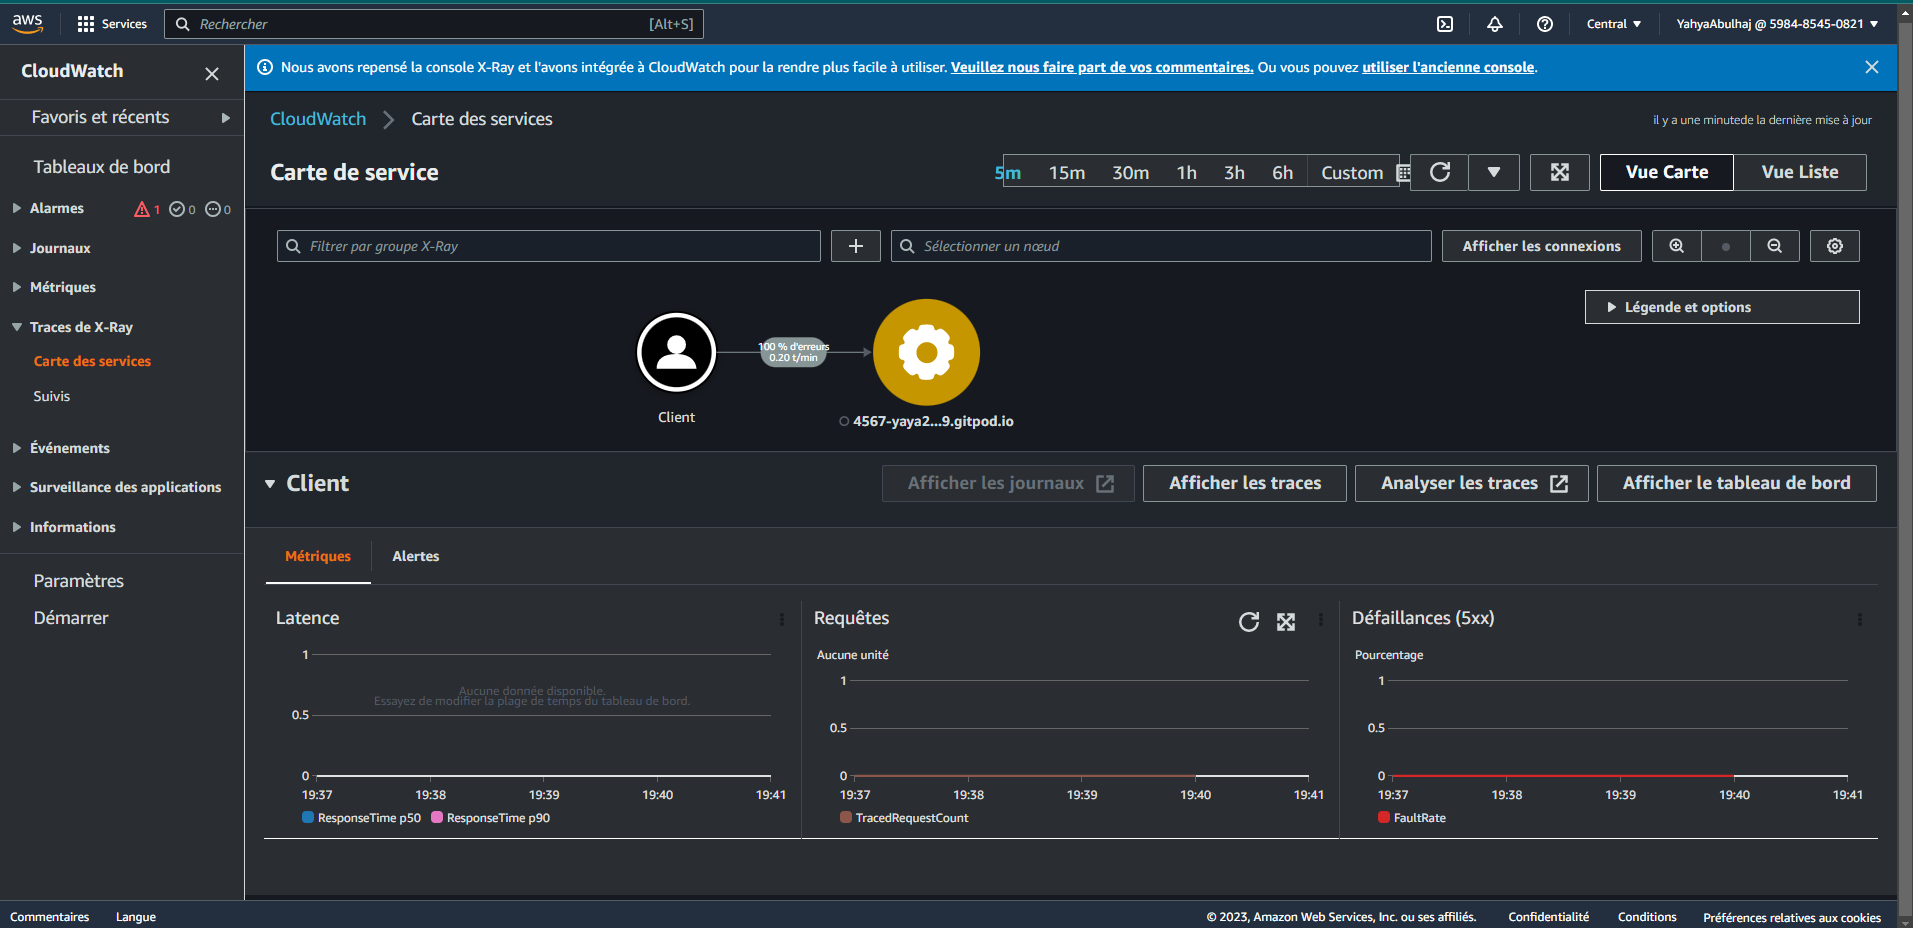 aws
Services
Rechercher
[Alt+S]
Central
YahyaAbulhaj @ 5984-8545-0821
CloudWatch
Favoris et récents
Tableaux de bord
Alarmes
1
0
0
Journaux
Métriques
Traces de X-Ray
Carte des services
Suivis
Événements
Surveillance des applications
Informations
Paramètres
Démarrer
Nous avons repensé la console X-Ray et l'avons intégrée à CloudWatch pour la rendre plus facile à utiliser. Veuillez nous faire part de vos commentaires. Ou vous pouvez utiliser l'ancienne console.
CloudWatch
Carte des services
il y a une minutede la dernière mise à jour
Carte de service
5m
15m
30m
1h
3h
6h
Custom
Vue Carte
Vue Liste
Filtrer par groupe X-Ray
Sélectionner un nœud
Afficher les connexions
Légende et options
100 % d'erreurs
0.20 t/min
Client
4567-yaya2...9.gitpod.io
Client
Afficher les journaux
Afficher les traces
Analyser les traces
Afficher le tableau de bord
Métriques
Alertes
Latence
1
Aucune donnée disponible.
Essayez de modifier la plage de temps du tableau de bord.
0.5
0
19:37
19:38
19:39
19:40
19:41
ResponseTime p50
ResponseTime p90
Requêtes
Aucune unité
1
0.5
0
19:37
19:38
19:39
19:40
19:41
TracedRequestCount
Défaillances (5xx)
Pourcentage
1
0.5
0
19:37
19:38
19:39
19:40
19:41
FaultRate
Commentaires
Langue
© 2023, Amazon Web Services, Inc. ou ses affiliés.
Confidentialité
Conditions
Préférences relatives aux cookies